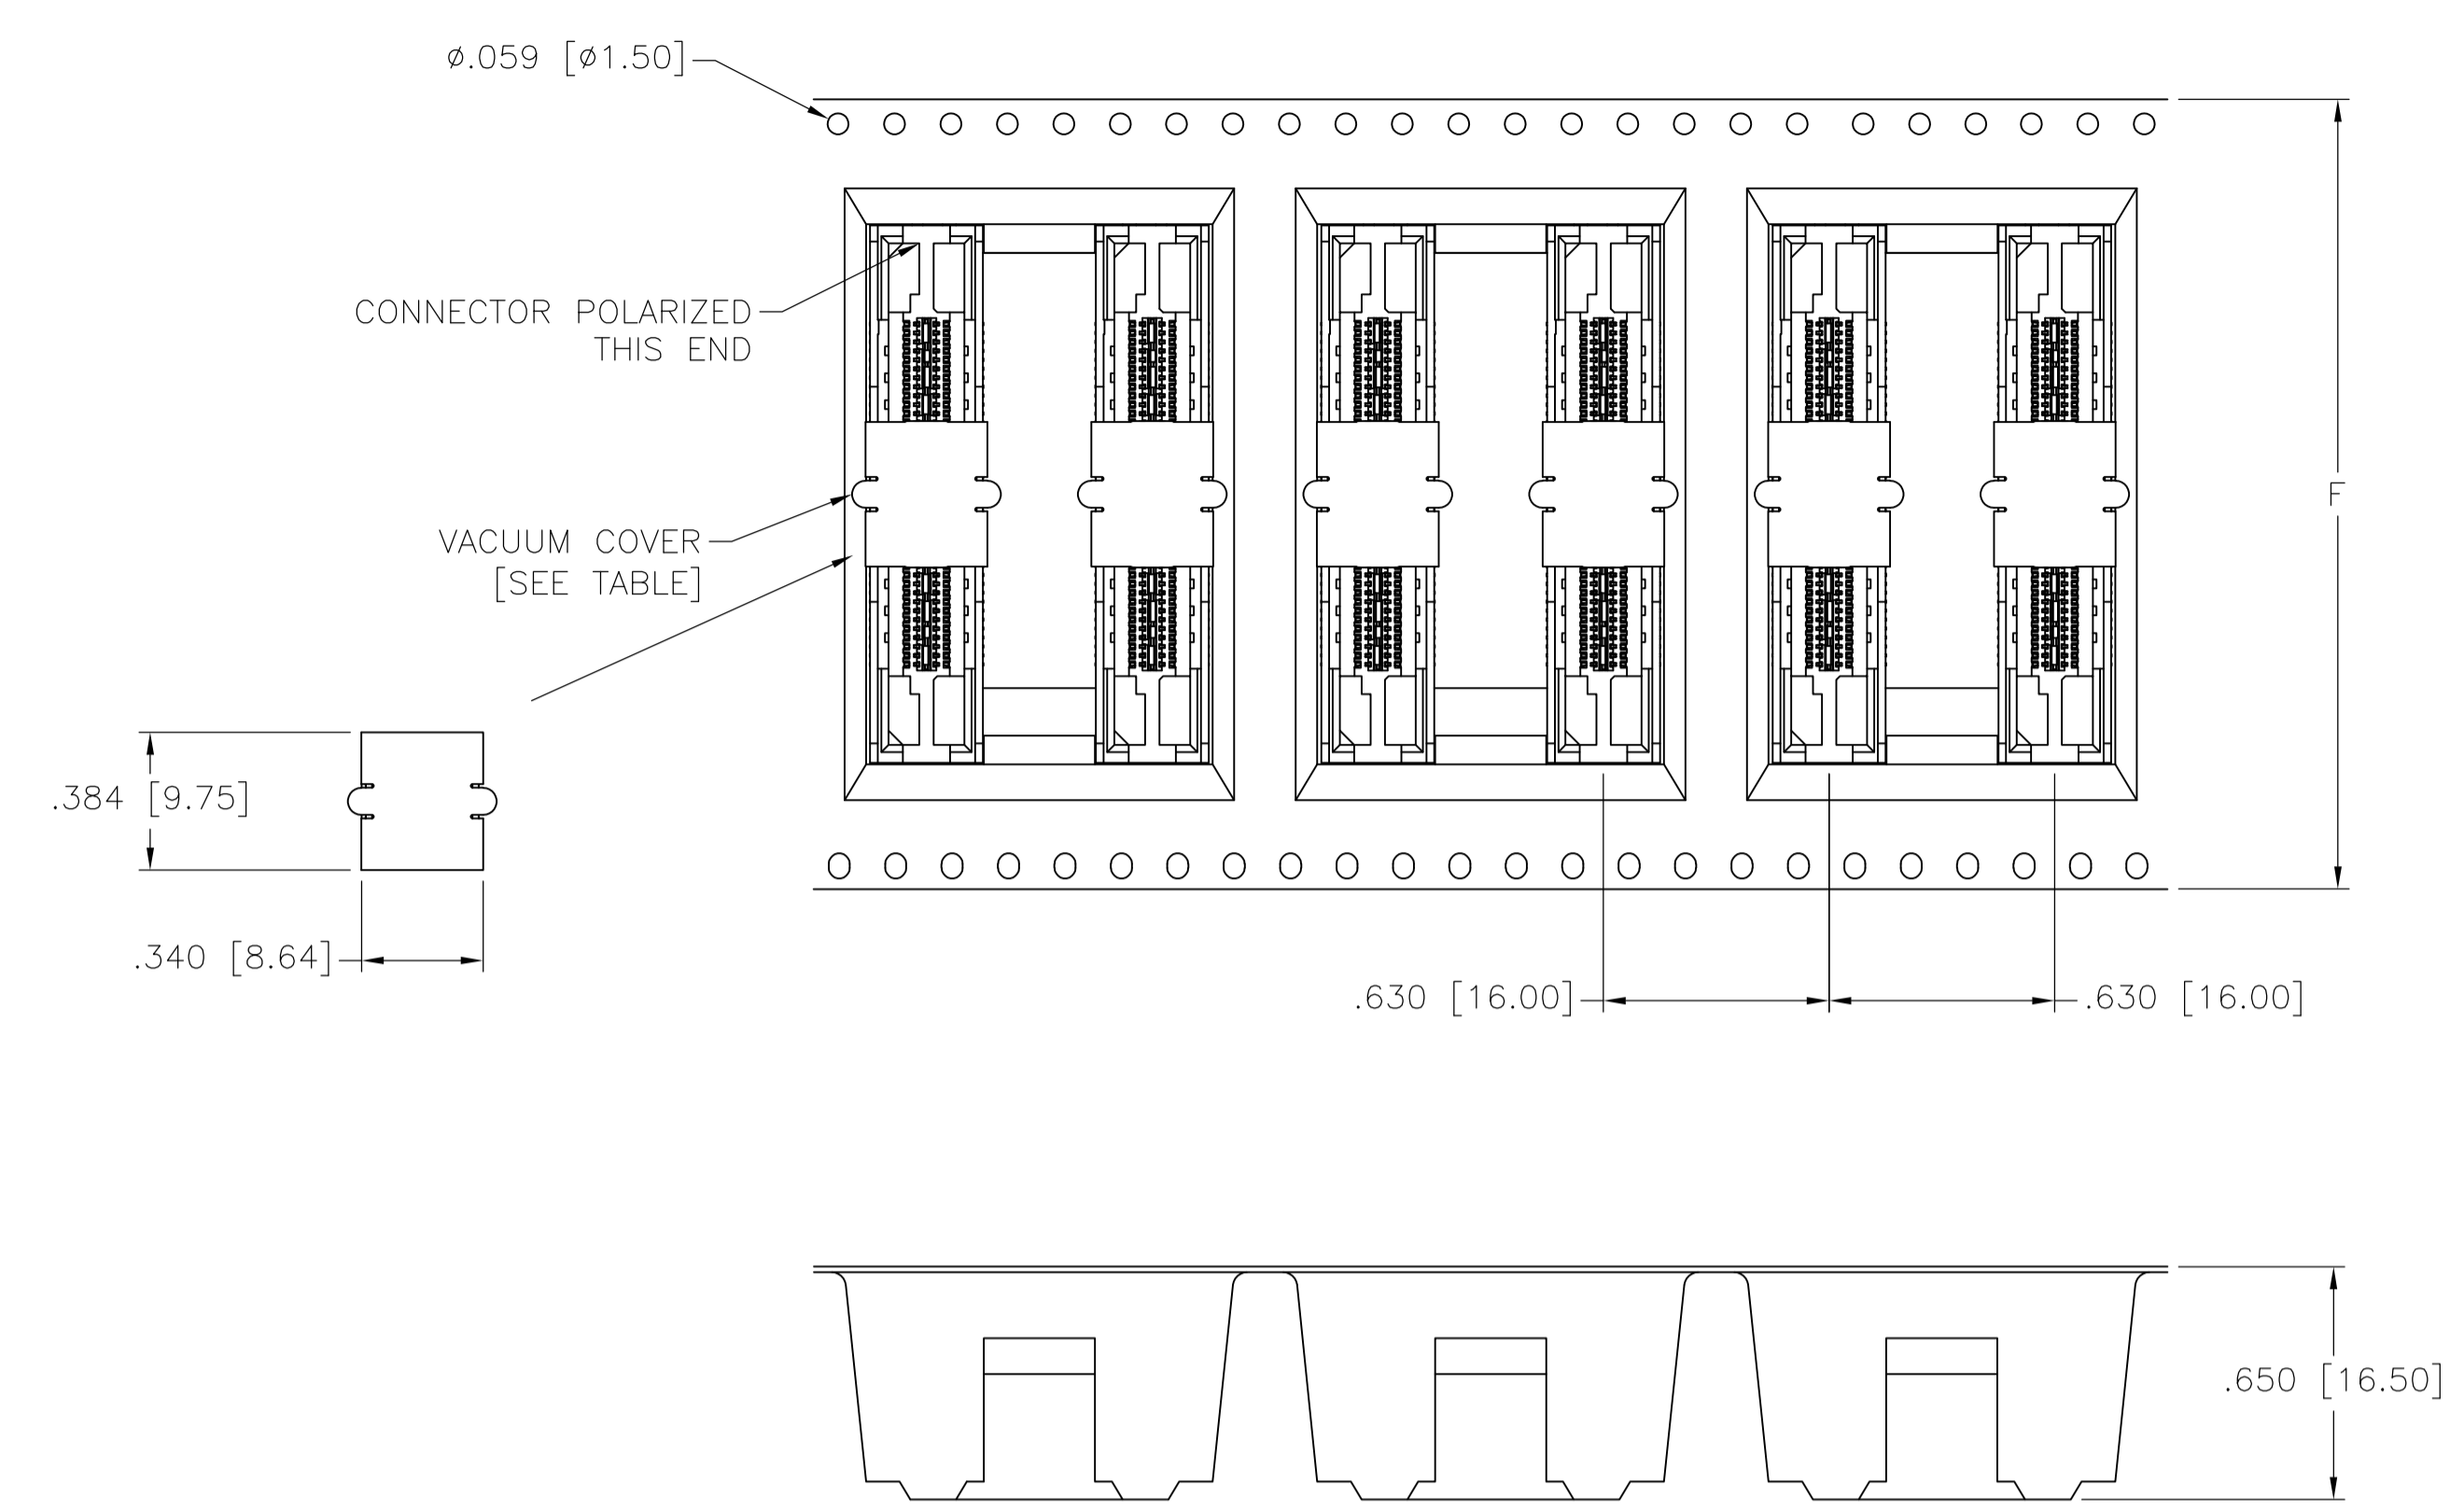 ⌀.059 [⌀1.50]
CONNECTOR POLARIZED
THIS END
F
VACUUM COVER
[SEE TABLE]
.384 [9.75]
.340 [8.64]
.630 [16.00]
.630 [16.00]
.650 [16.50]